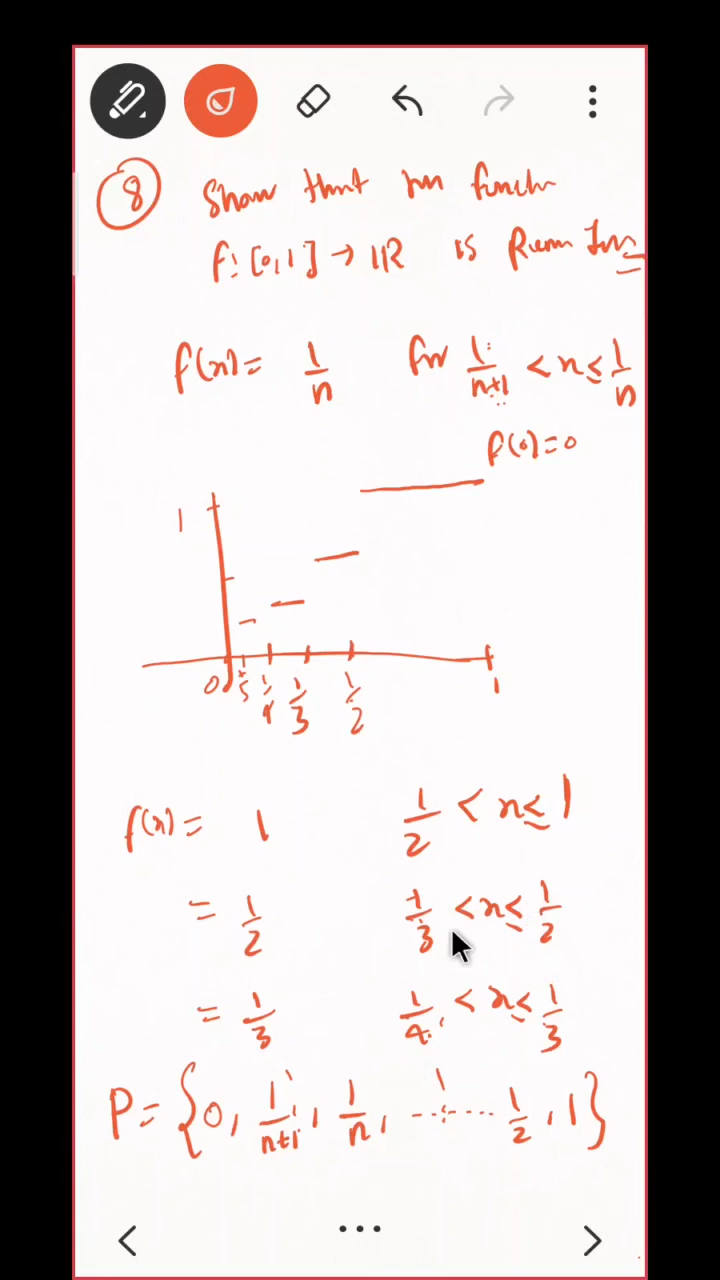 ⑧ Show that the function
f: [0,1] → IR is Riem Int
f(x) = 1/n for 1/n+1 < x ≤ 1/n
f(0) = 0
1
0 1/5 1/4 1/3 1/2 1
f(x) = 1 1/2 < x ≤ 1
= 1/2 1/3 < x ≤ 1/2
= 1/3 1/4 < x ≤ 1/3
P = {0, 1/n+1, 1/n, ........ 1/2, 1}